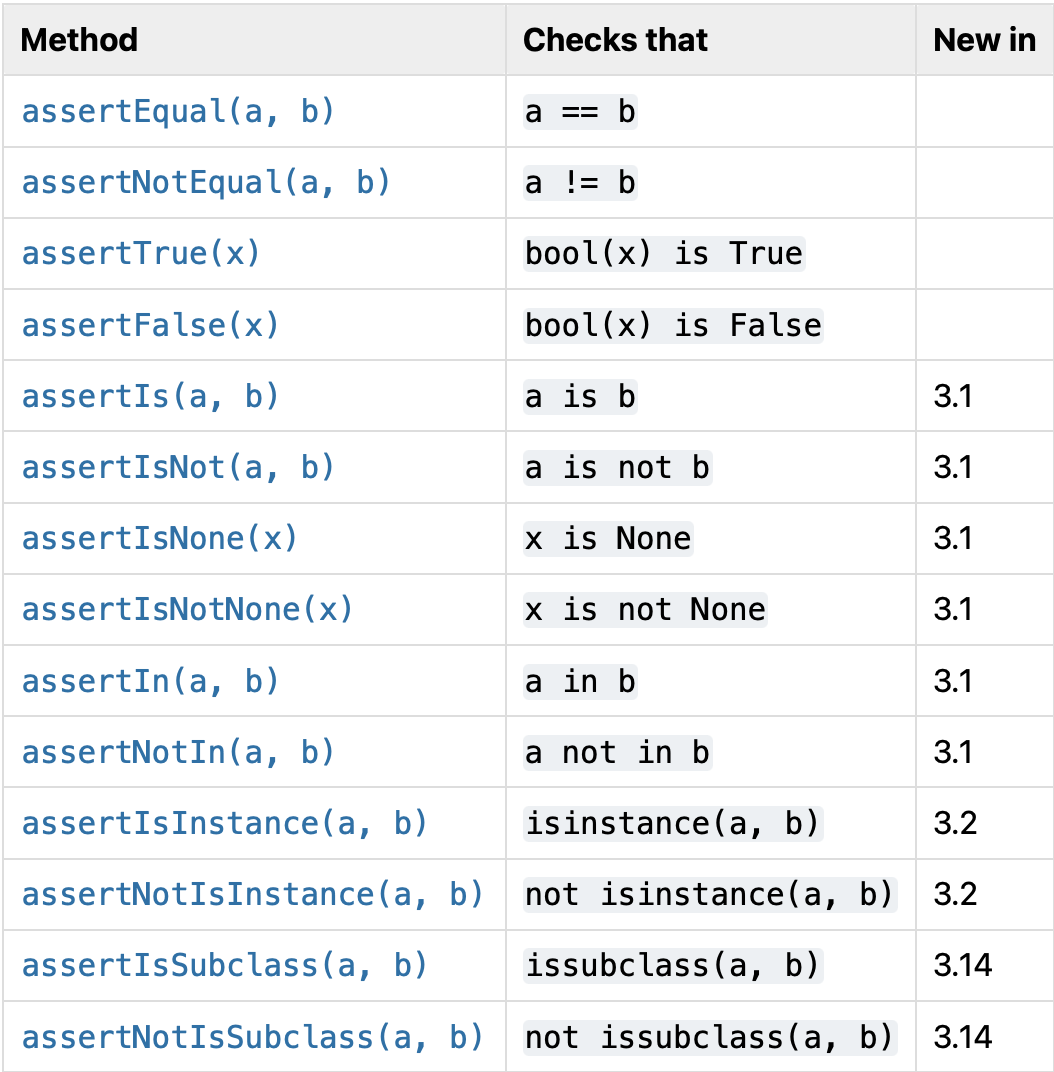 Method Checks that New in
assertEqual(a, b) a == b
assertNotEqual(a, b) a != b
assertTrue(x) bool(x) is True
assertFalse(x) bool(x) is False
assertIs(a, b) a is b 3.1
assertIsNot(a, b) a is not b 3.1
assertIsNone(x) x is None 3.1
assertIsNotNone(x) x is not None 3.1
assertIn(a, b) a in b 3.1
assertNotIn(a, b) a not in b 3.1
assertIsInstance(a, b) isinstance(a, b) 3.2
assertNotIsInstance(a, b) not isinstance(a, b) 3.2
assertIsSubclass(a, b) issubclass(a, b) 3.14
assertNotIsSubclass(a, b) not issubclass(a, b) 3.14